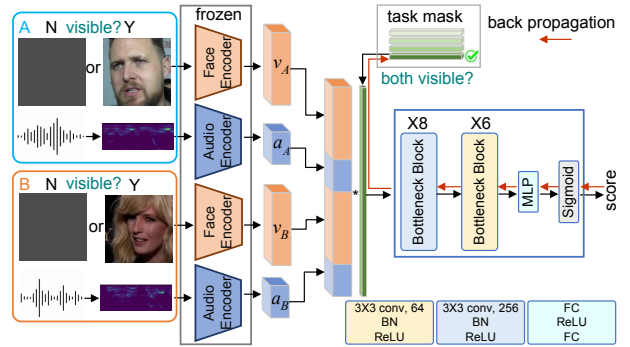 A N visible? Y
or
frozen
Face
Encoder
v_A
Audio
Encoder
a_A
B N visible? Y
or
Face
Encoder
v_B
Audio
Encoder
a_B
task mask
both visible?
back propagation
*
X8
Bottleneck Block
X6
Bottleneck Block
MLP
Sigmoid
score
3X3 conv, 64
BN
ReLU
3X3 conv, 256
BN
ReLU
FC
ReLU
FC